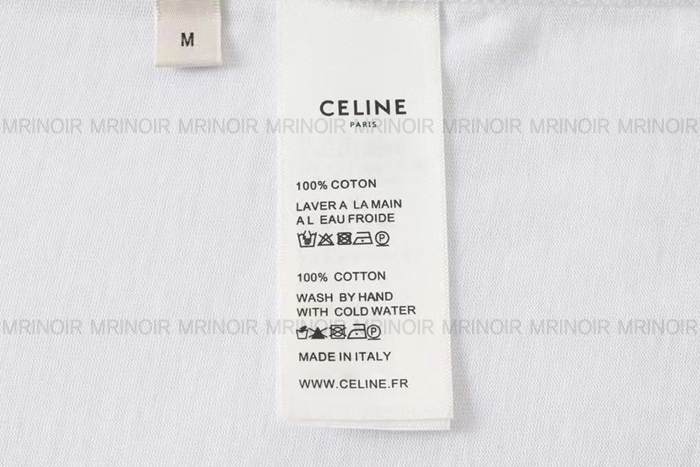 M
CELINE
PARIS
MRINOIR MRINOIR MRINOIR MRINOIR MRINOIR MRINOIR MRINOIR MRINOIR
100% COTON
LAVER A LA MAIN
A L EAU FROIDE
P
100% COTTON
WASH BY HAND
WITH COLD WATER
MRINOIR MRINOIR MRINOIR MRINOIR MRINOIR MRINOIR MRINOIR MRINOIR
P
MADE IN ITALY
WWW.CELINE.FR